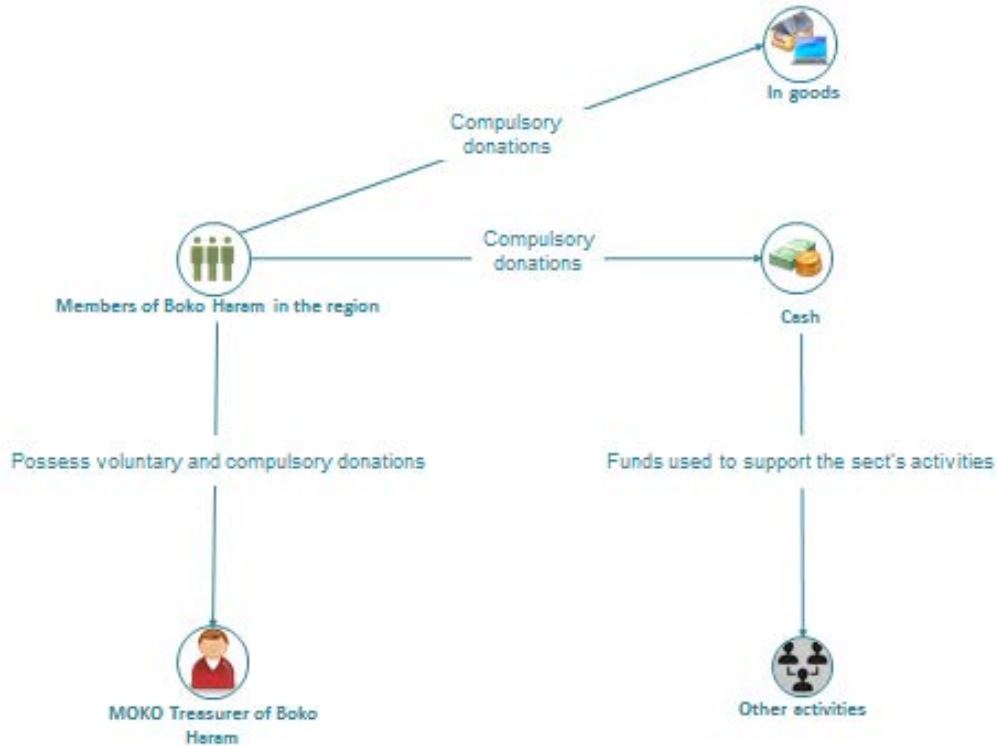 In goods
Compulsory
donations
Compulsory
donations
Members of Boko Haram in the region
Cash
Possess voluntary and compulsory donations
Funds used to support the sect's activities
MOKO Treasurer of Boko
Haram
Other activities